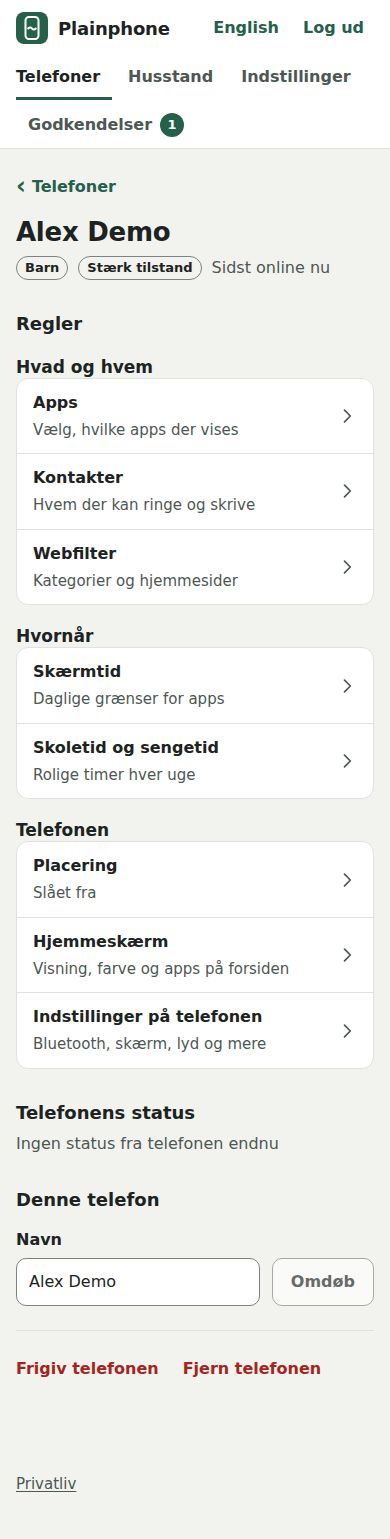 Plainphone English Log ud
Telefoner Husstand Indstillinger
Godkendelser 1
Telefoner
Alex Demo
Barn Stærk tilstand Sidst online nu
Regler
Hvad og hvem
Apps
Vælg, hvilke apps der vises
Kontakter
Hvem der kan ringe og skrive
Webfilter
Kategorier og hjemmesider
Hvornår
Skærmtid
Daglige grænser for apps
Skoletid og sengetid
Rolige timer hver uge
Telefonen
Placering
Slået fra
Hjemmeskærm
Visning, farve og apps på forsiden
Indstillinger på telefonen
Bluetooth, skærm, lyd og mere
Telefonens status
Ingen status fra telefonen endnu
Denne telefon
Navn
Alex Demo Omdøb
Frigiv telefonen Fjern telefonen
Privatliv